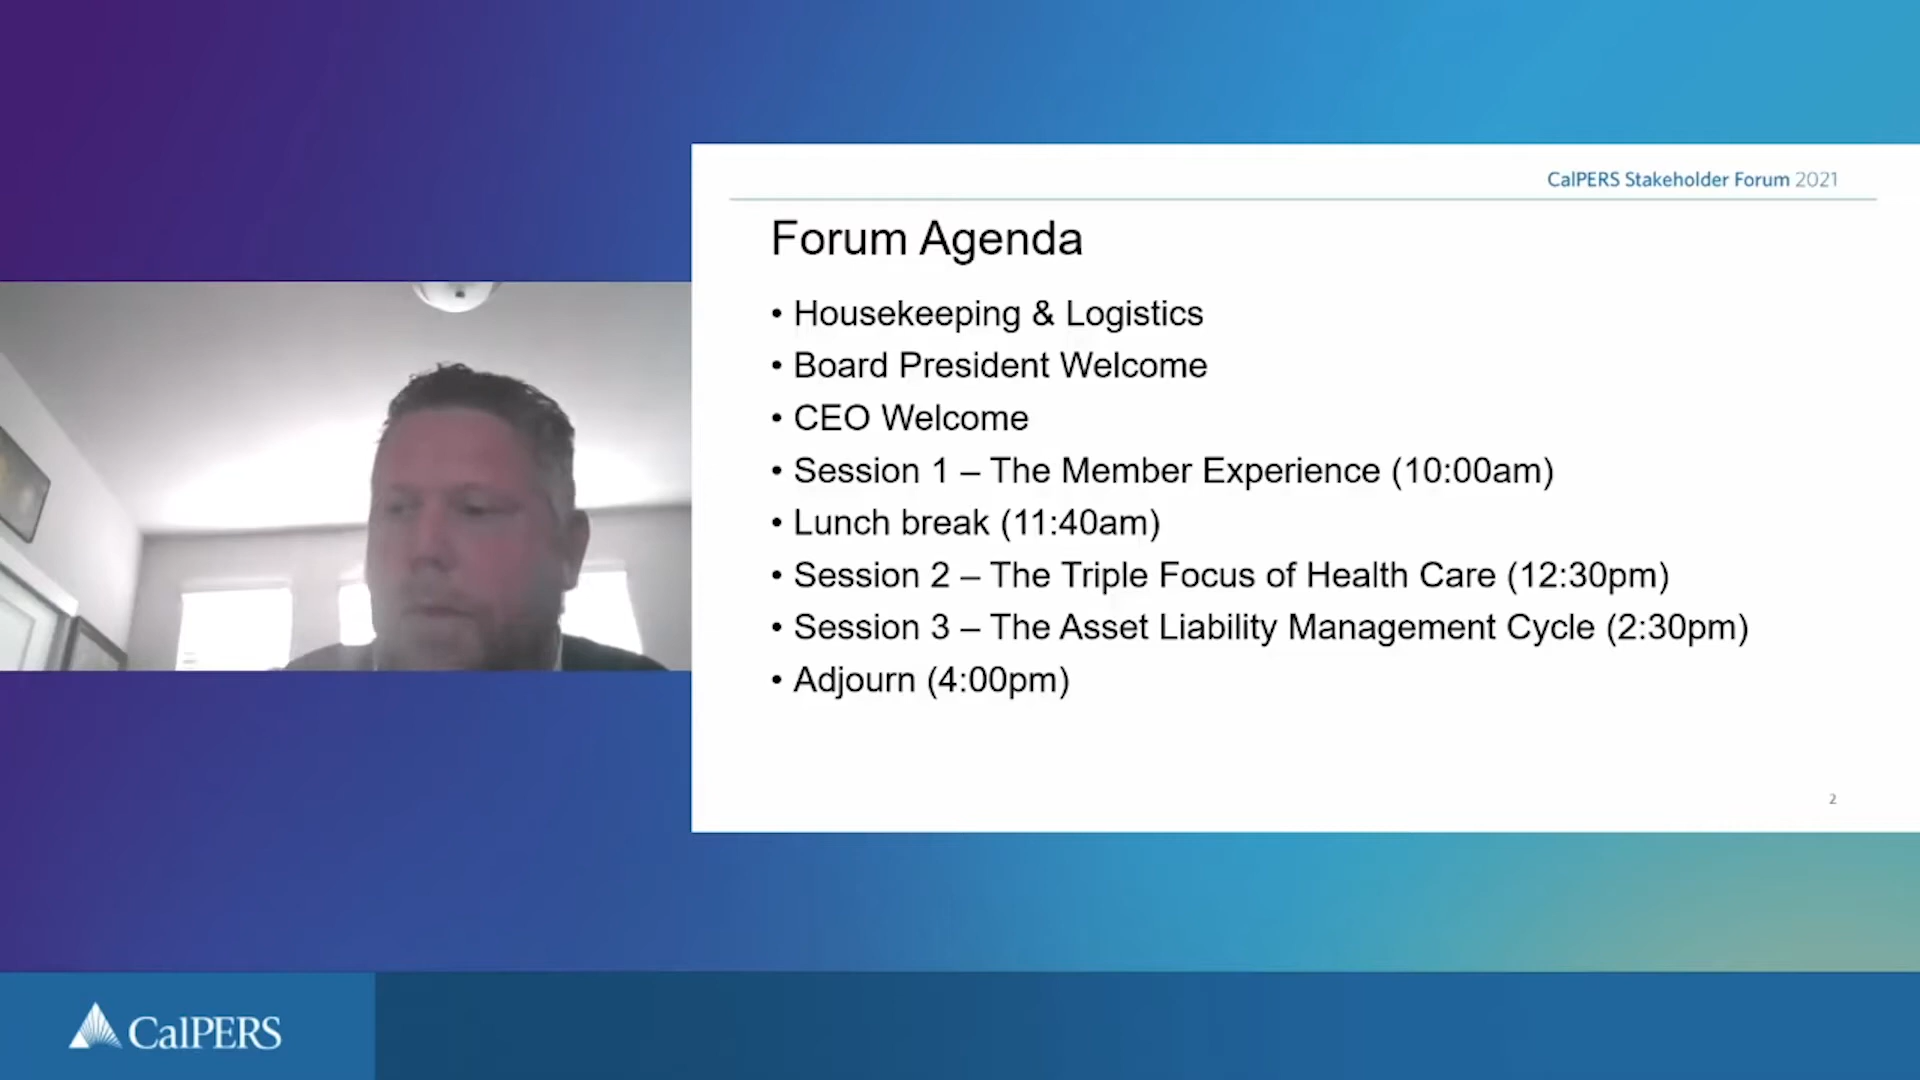 CalPERS Stakeholder Forum 2021
Forum Agenda
• Housekeeping & Logistics
• Board President Welcome
• CEO Welcome
• Session 1 – The Member Experience (10:00am)
• Lunch break (11:40am)
• Session 2 – The Triple Focus of Health Care (12:30pm)
• Session 3 – The Asset Liability Management Cycle (2:30pm)
• Adjourn (4:00pm)
2
CalPERS